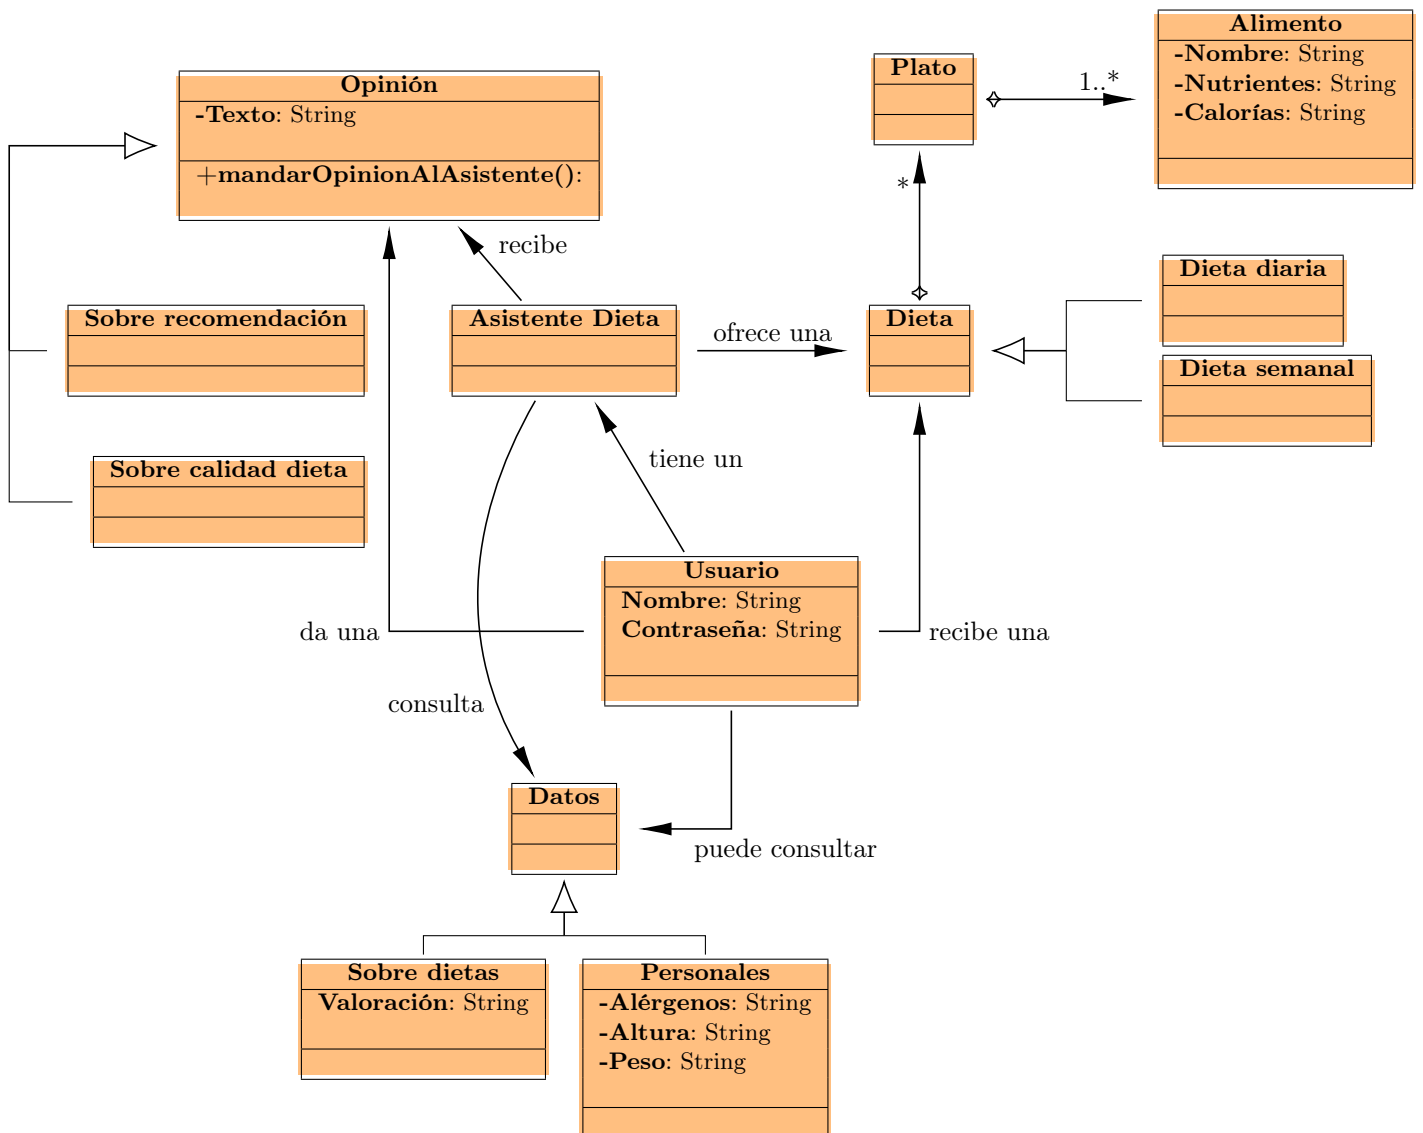 Alimento
-Nombre: String
-Nutrientes: String
-Calorías: String
Plato
1..*
*
Opinión
-Texto: String
+mandarOpinionAlAsistente():
recibe
Sobre recomendación
Asistente Dieta
ofrece una
Dieta
Dieta diaria
Dieta semanal
Sobre calidad dieta
tiene un
Usuario
Nombre: String
Contraseña: String
da una
recibe una
consulta
Datos
puede consultar
Sobre dietas
Valoración: String
Personales
-Alérgenos: String
-Altura: String
-Peso: String